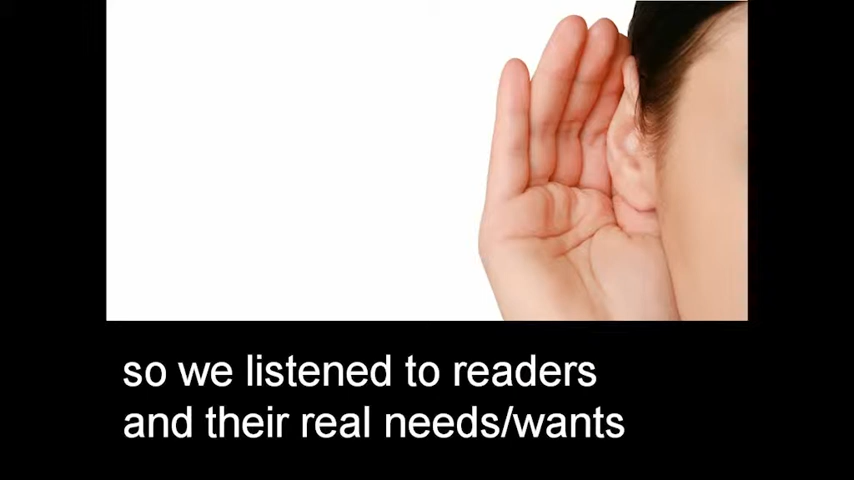 so we listened to readers
and their real needs/wants